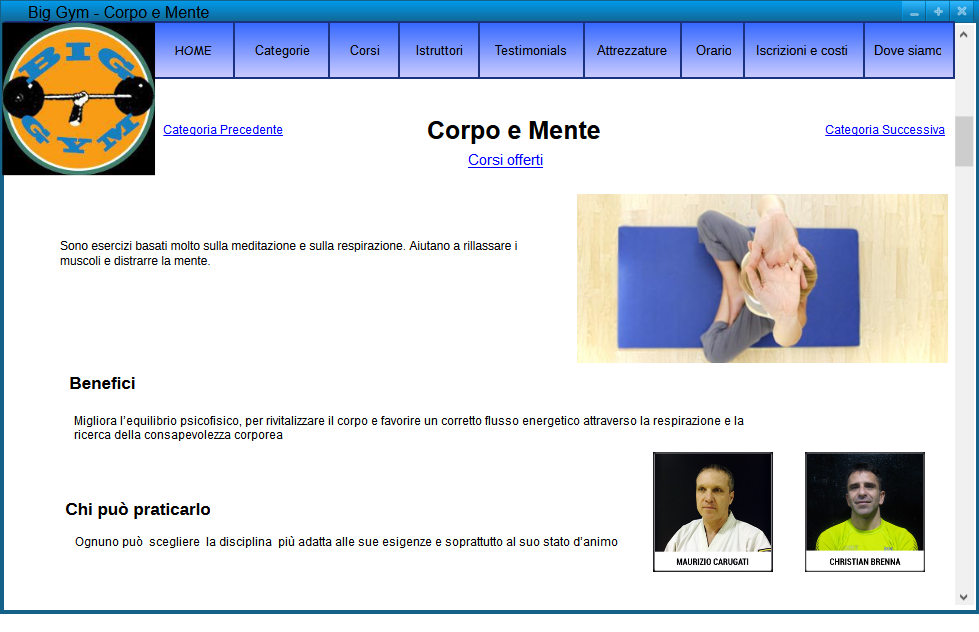 Big Gym - Corpo e Mente
BIG
GYM
HOME
Categorie
Corsi
Istruttori
Testimonials
Attrezzature
Orario
Iscrizioni e costi
Dove siamo
Categoria Precedente
Corpo e Mente
Categoria Successiva
Corsi offerti
Sono esercizi basati molto sulla meditazione e sulla respirazione. Aiutano a rillassare i
muscoli e distrarre la mente.
Benefici
Migliora l'equilibrio psicofisico, per rivitalizzare il corpo e favorire un corretto flusso energetico attraverso la respirazione e la
ricerca della consapevolezza corporea
Chi può praticarlo
Ognuno può scegliere la disciplina più adatta alle sue esigenze e soprattutto al suo stato d'animo
MAURIZIO CARUGATI
CHRISTIAN BRENNA